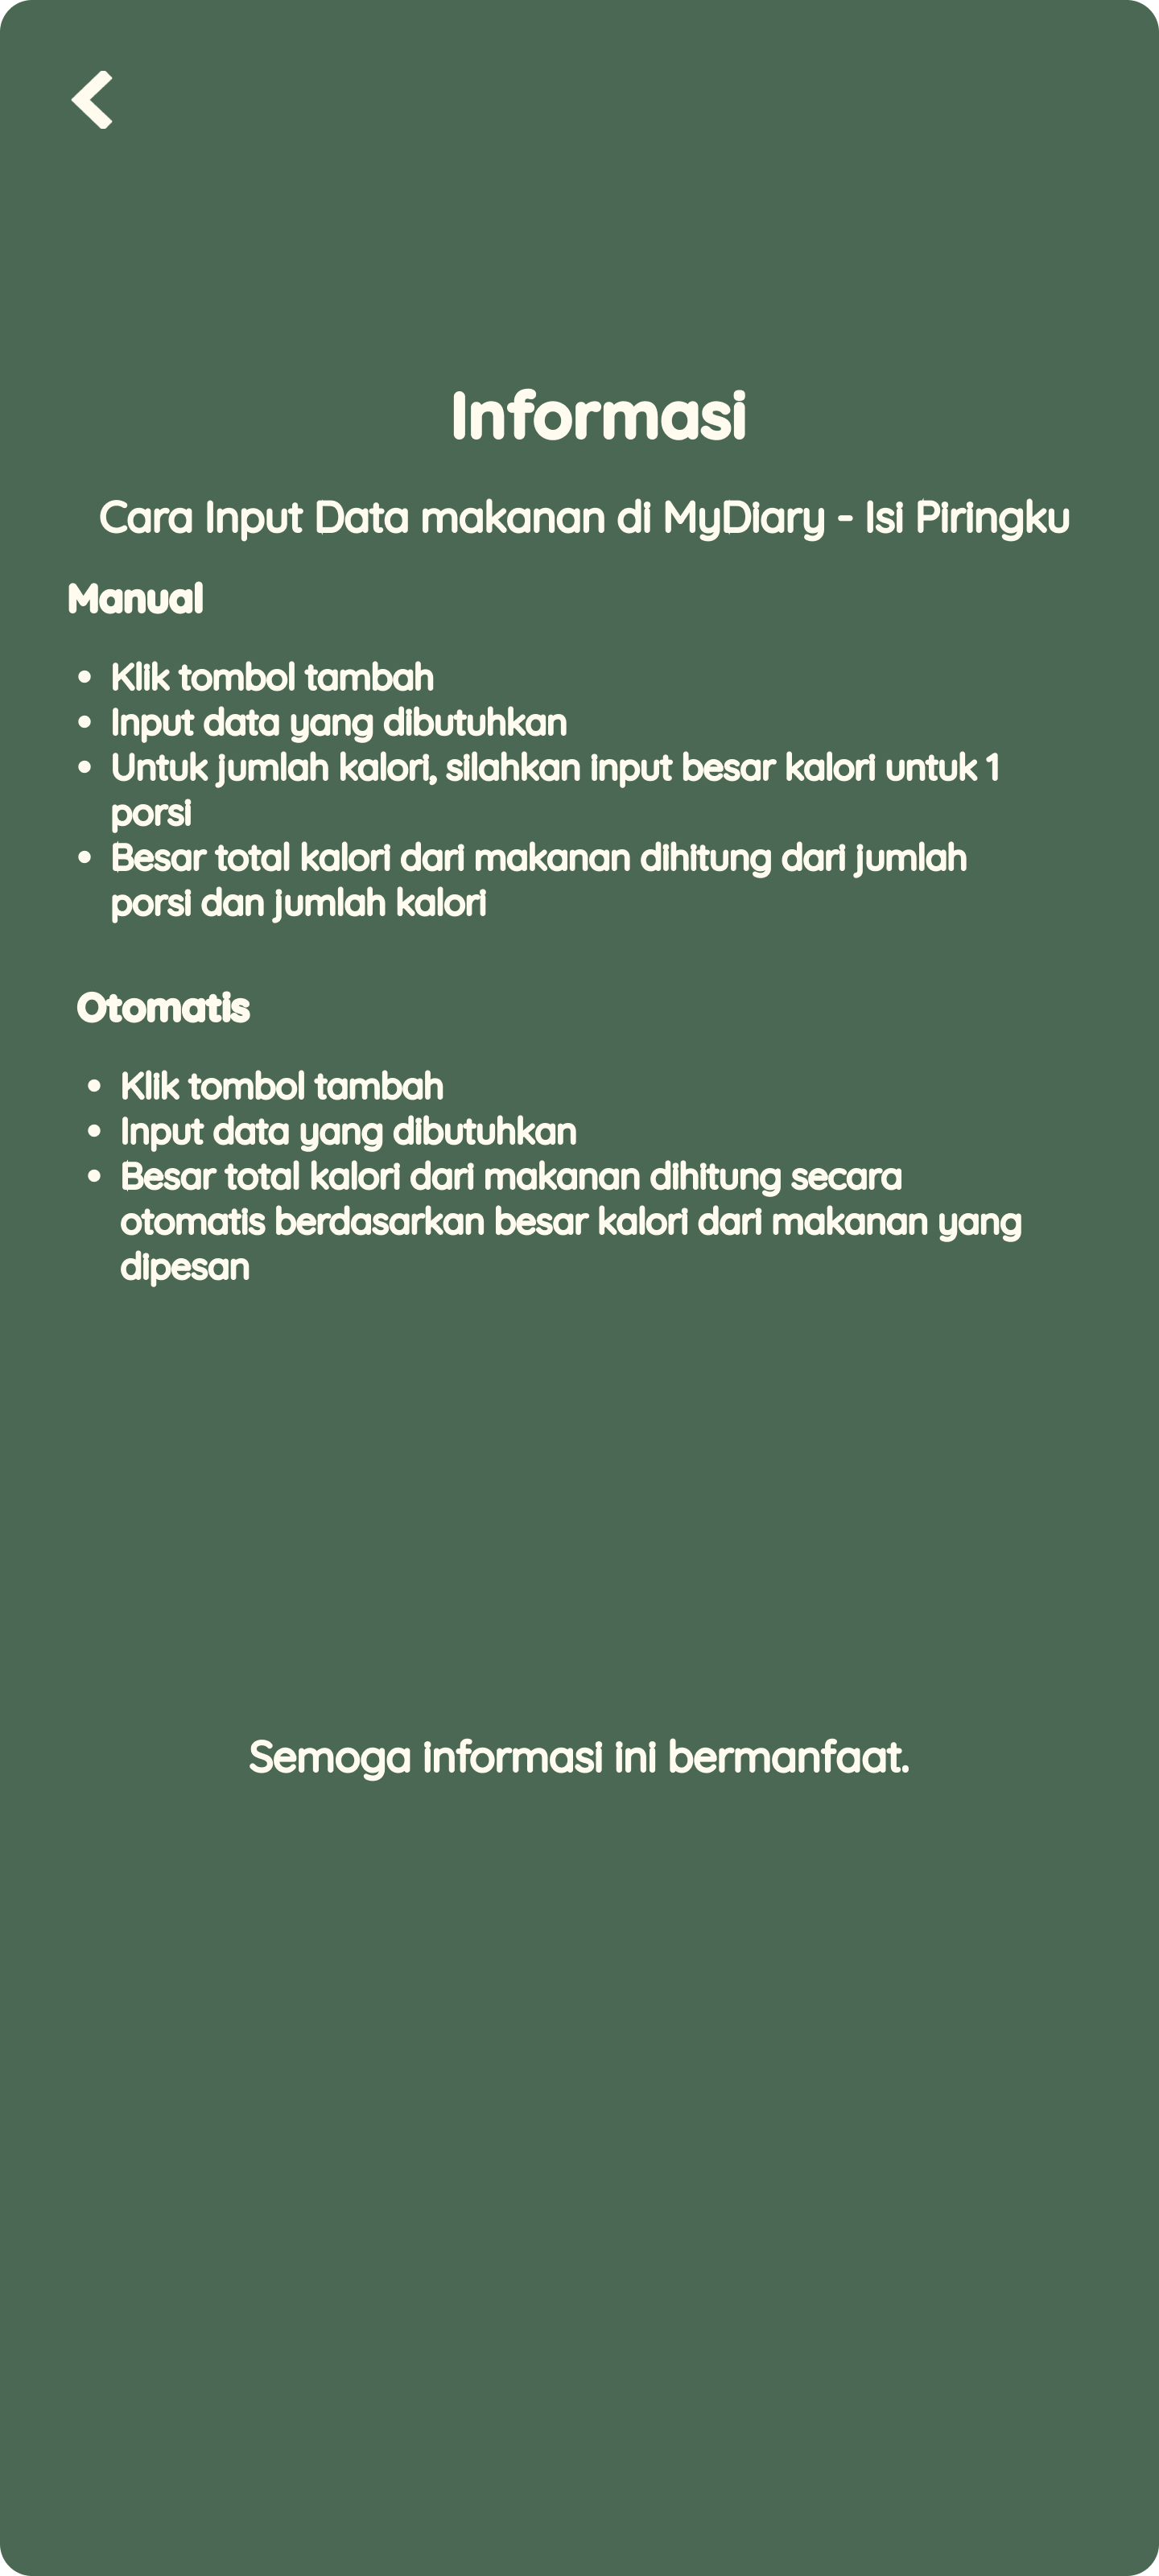 Informasi
Cara Input Data makanan di MyDiary - Isi Piringku
Manual
• Klik tombol tambah
• Input data yang dibutuhkan
• Untuk jumlah kalori, silahkan input besar kalori untuk 1
porsi
• Besar total kalori dari makanan dihitung dari jumlah
porsi dan jumlah kalori
Otomatis
• Klik tombol tambah
• Input data yang dibutuhkan
• Besar total kalori dari makanan dihitung secara
otomatis berdasarkan besar kalori dari makanan yang
dipesan
Semoga informasi ini bermanfaat.